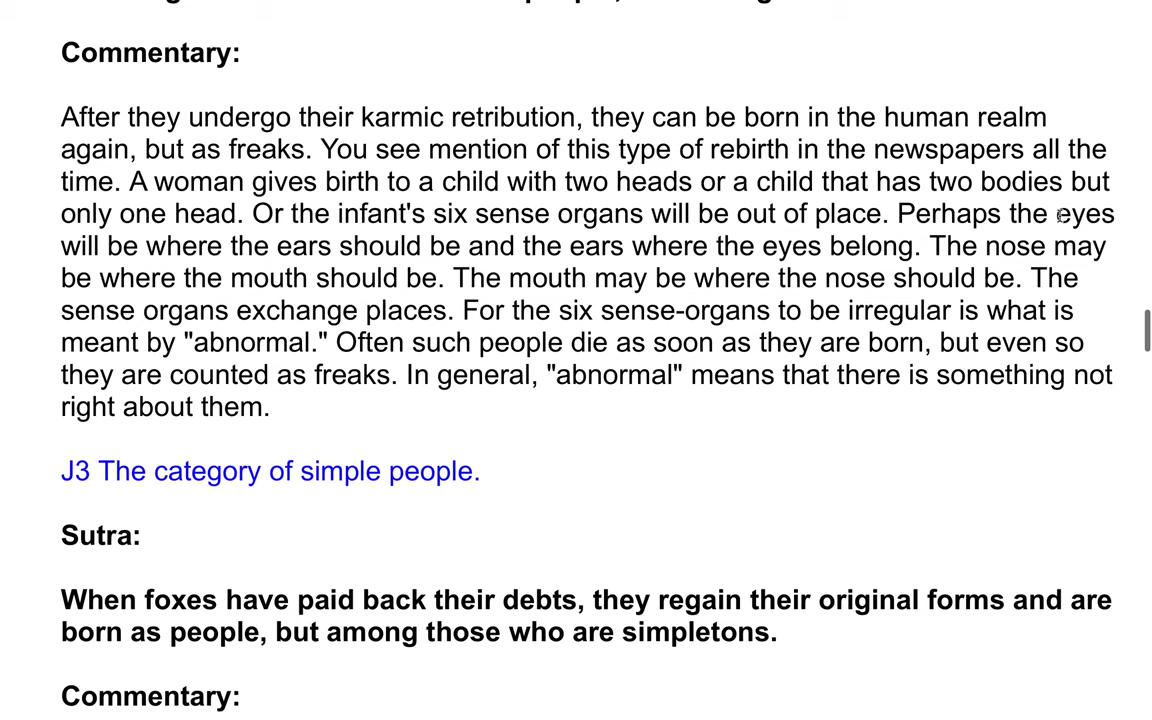 Commentary:
After they undergo their karmic retribution, they can be born in the human realm
again, but as freaks. You see mention of this type of rebirth in the newspapers all the
time. A woman gives birth to a child with two heads or a child that has two bodies but
only one head. Or the infant's six sense organs will be out of place. Perhaps the eyes
will be where the ears should be and the ears where the eyes belong. The nose may
be where the mouth should be. The mouth may be where the nose should be. The
sense organs exchange places. For the six sense-organs to be irregular is what is
meant by "abnormal." Often such people die as soon as they are born, but even so
they are counted as freaks. In general, "abnormal" means that there is something not
right about them.
J3 The category of simple people.
Sutra:
When foxes have paid back their debts, they regain their original forms and are
born as people, but among those who are simpletons.
Commentary: